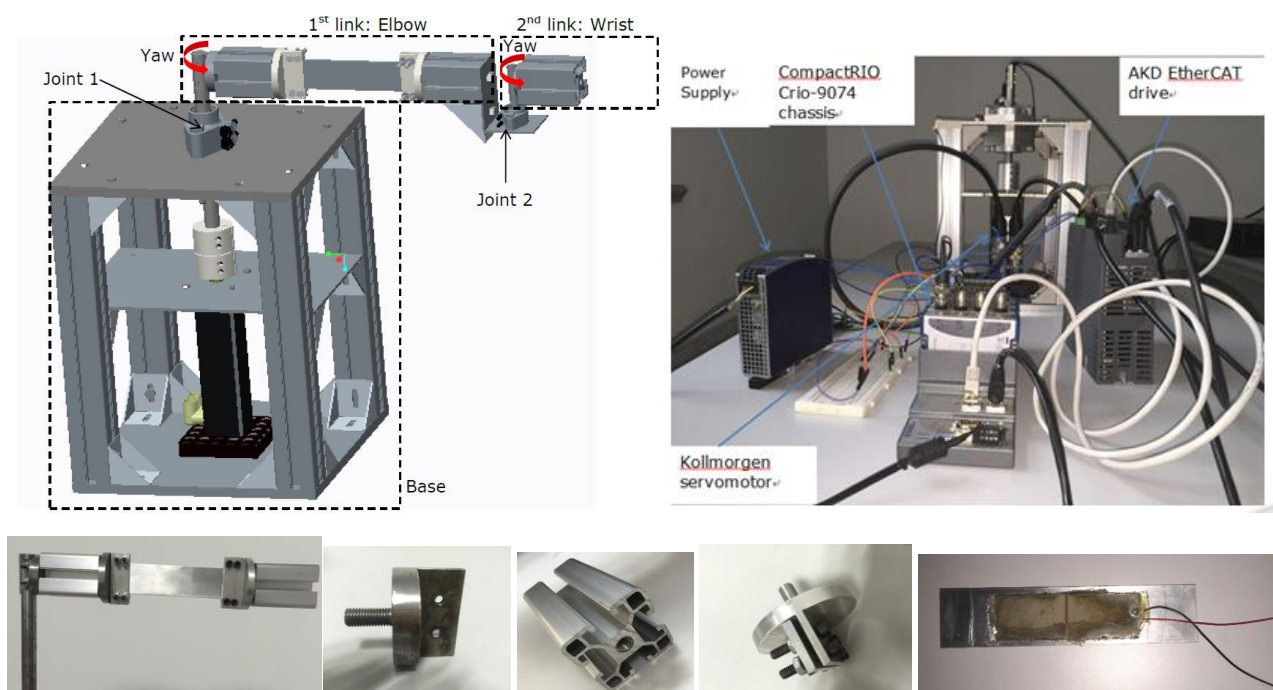 1st link: Elbow
2nd link: Wrist
Yaw
Yaw
Joint 1
Joint 2
Base
Power
Supply
CompactRIO
Crio-9074
chassis
AKD EtherCAT
drive
Kollmorgen
servomotor